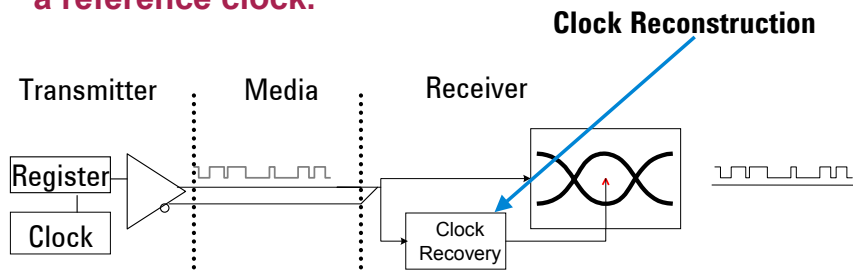 a reference clock.
Clock Reconstruction
Transmitter
Media
Receiver
Register
Clock
Clock
Recovery